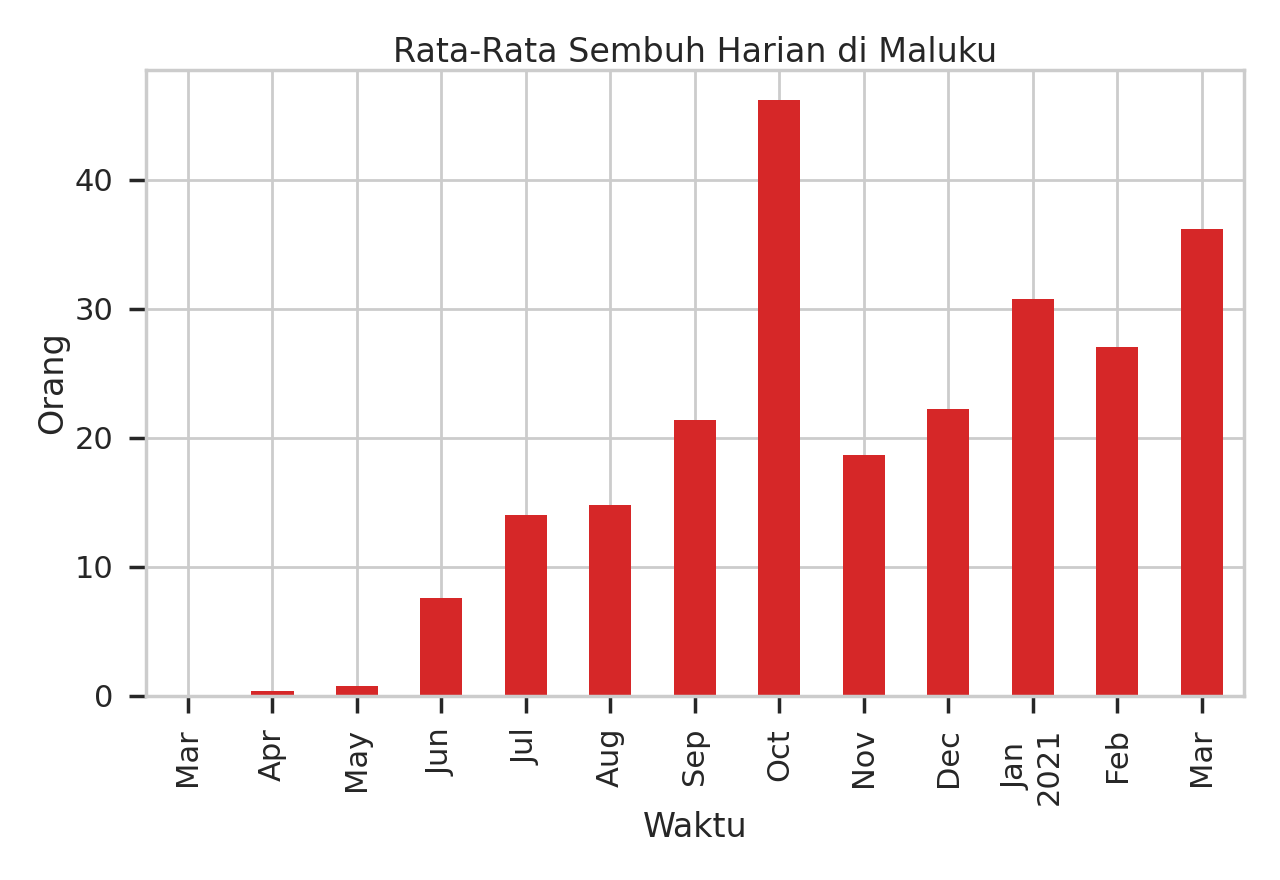 Rata-Rata Sembuh Harian di Maluku
Orang
40
30
20
10
0
Mar
Apr
May
Jun
Jul
Aug
Sep
Oct
Nov
Dec
Jan
2021
Feb
Mar
Waktu